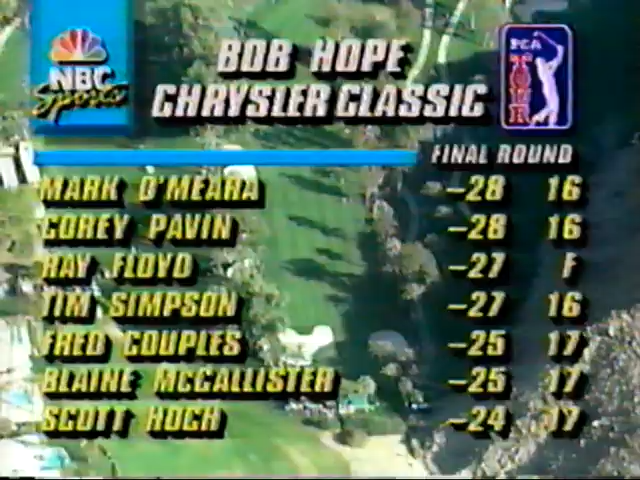 NBC
Sports
BOB HOPE
CHRYSLER CLASSIC
PGA
TOUR
FINAL ROUND
MARK O'MEARA -28 16
COREY PAVIN -28 16
RAY FLOYD -27 F
TIM SIMPSON -27 16
FRED COUPLES -25 17
BLAINE McCALLISTER -25 17
SCOTT HOCH -24 17